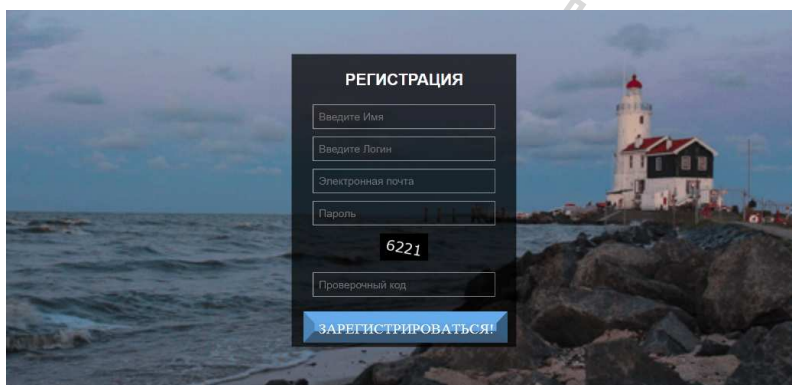 РЕГИСТРАЦИЯ
Введите Имя
Введите Логин
Электронная почта
Пароль
6221
Проверочный код
ЗАРЕГИСТРИРОВАТЬСЯ!